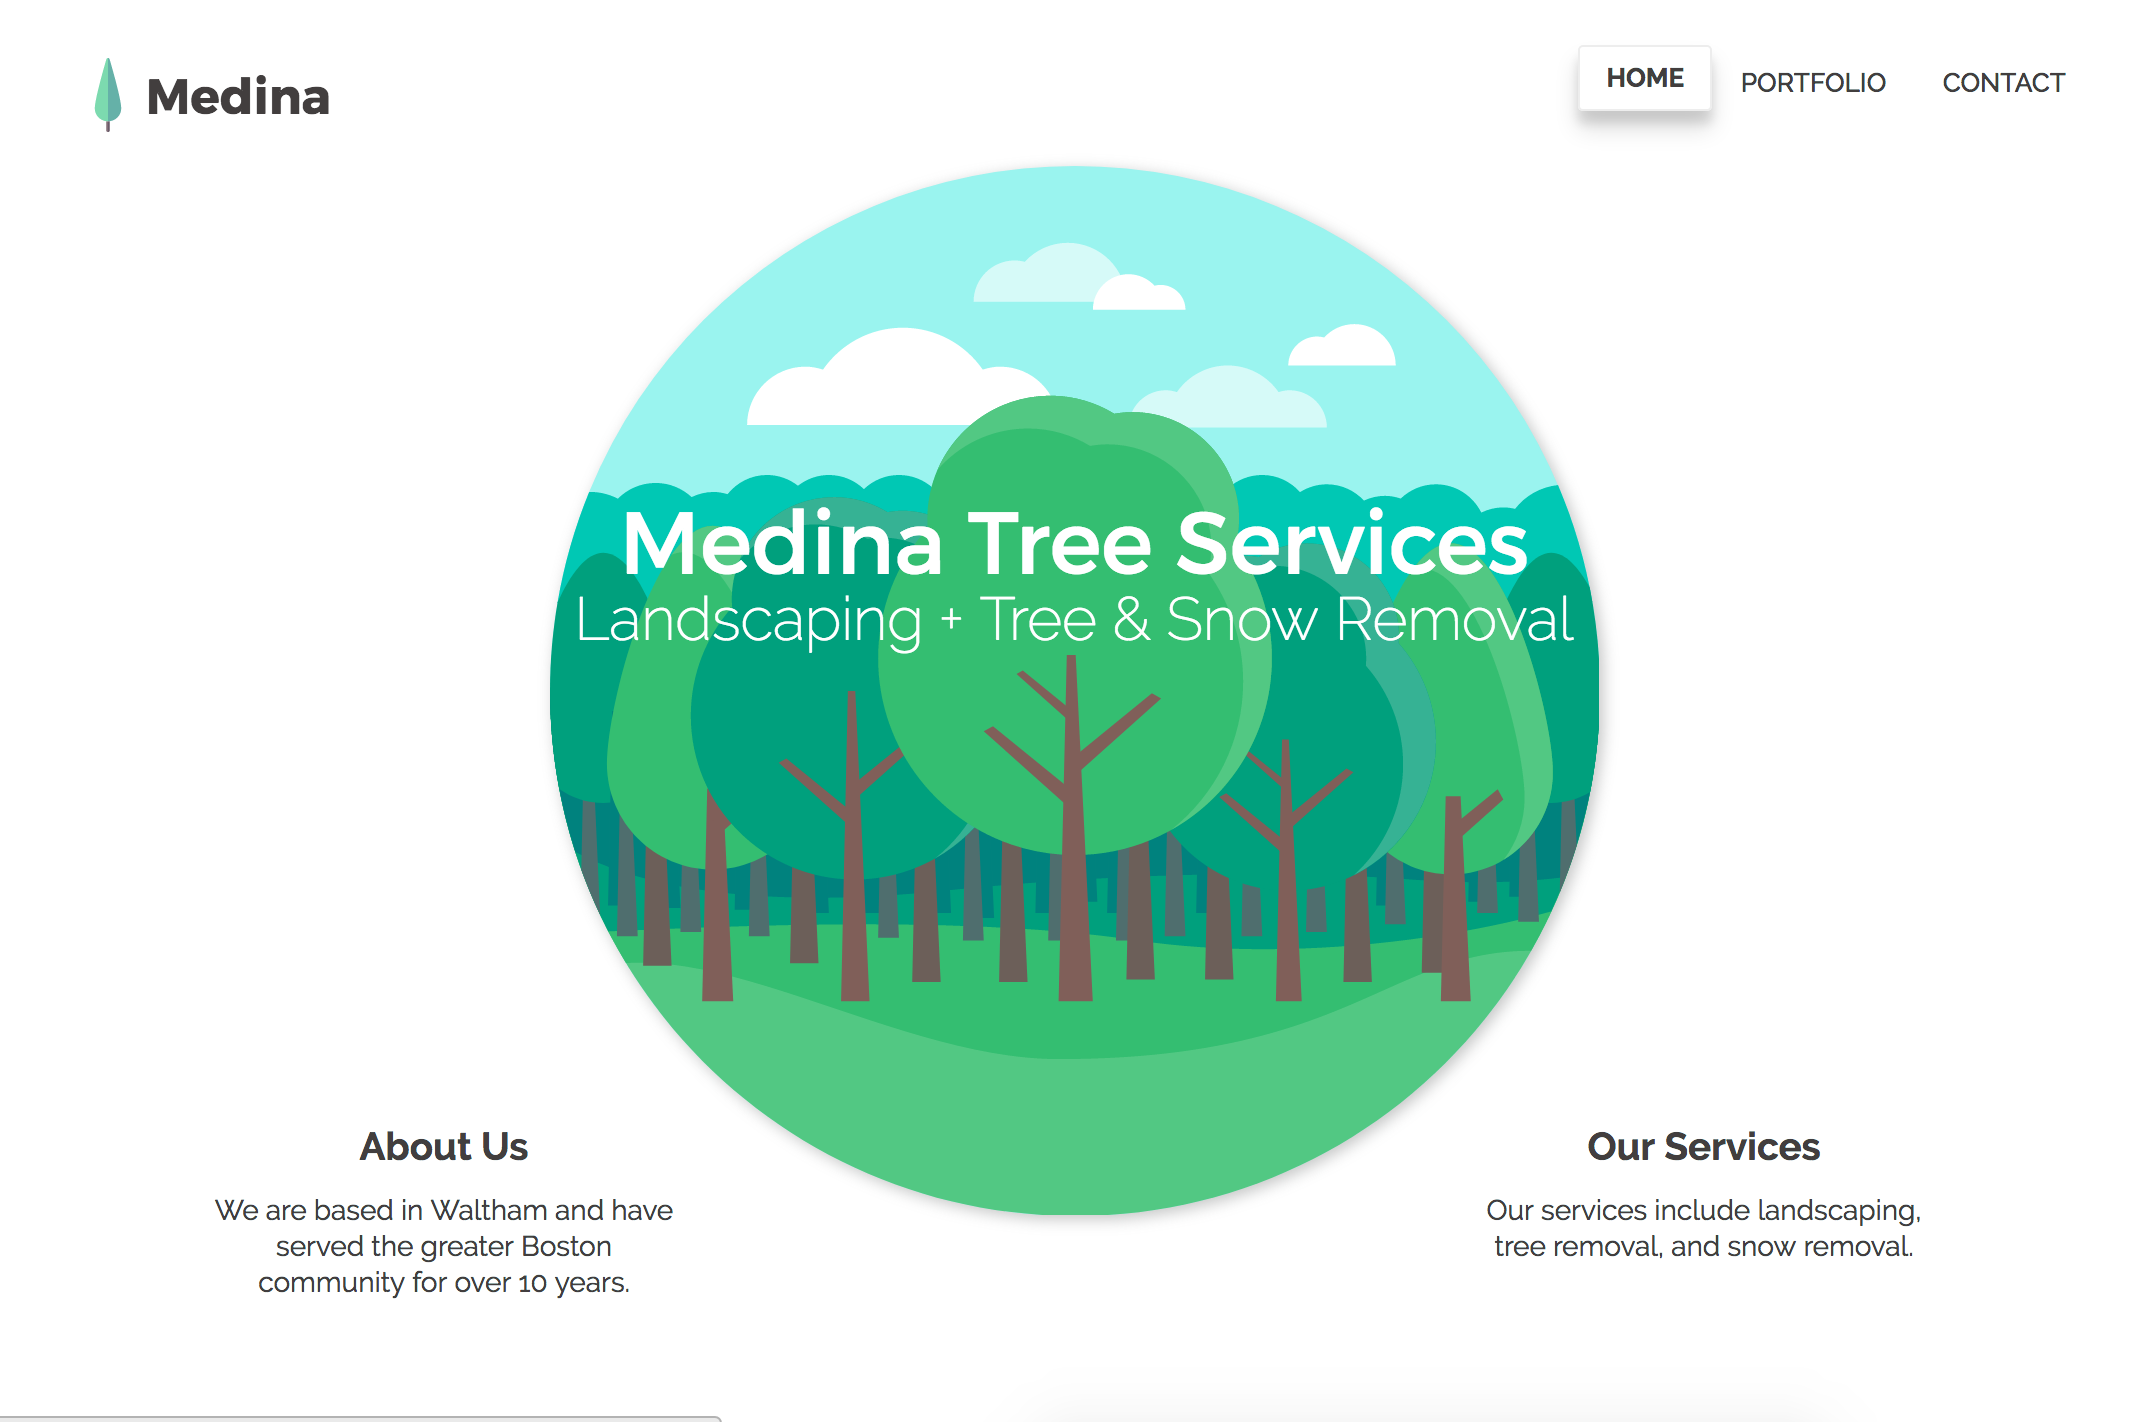 Medina
HOME
PORTFOLIO
CONTACT
Medina Tree Services
Landscaping + Tree & Snow Removal
About Us
We are based in Waltham and have
served the greater Boston
community for over 10 years.
Our Services
Our services include landscaping,
tree removal, and snow removal.